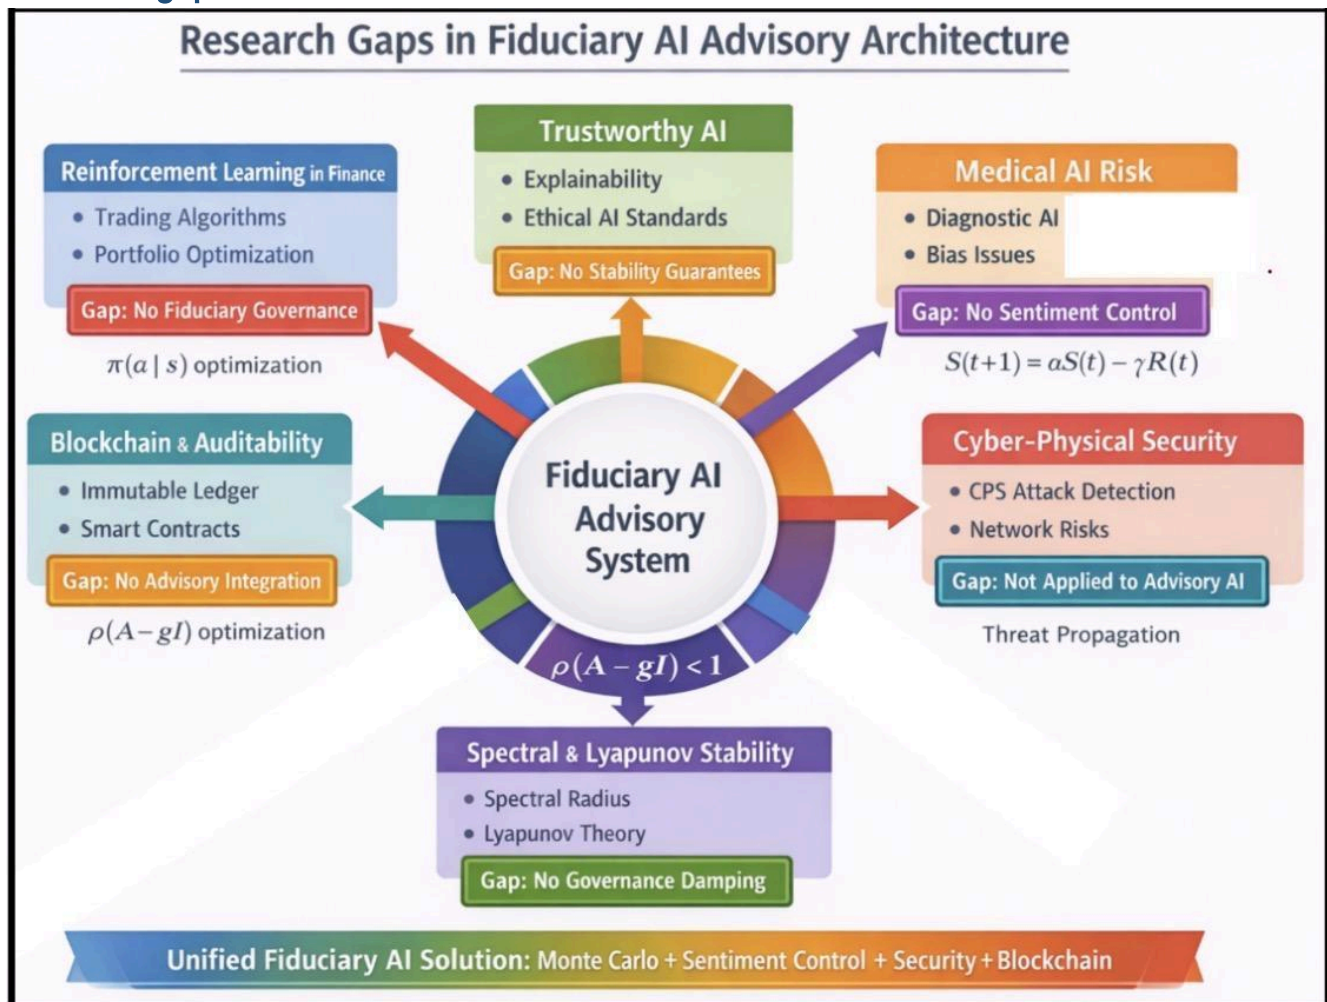 Research Gaps in Fiduciary AI Advisory Architecture
Reinforcement Learning in Finance
• Trading Algorithms
• Portfolio Optimization
Gap: No Fiduciary Governance
π(a | s) optimization
Trustworthy AI
• Explainability
• Ethical AI Standards
Gap: No Stability Guarantees
Medical AI Risk
• Diagnostic AI
• Bias Issues
Gap: No Sentiment Control
S(t+1) = αS(t) − γR(t)
Blockchain & Auditability
• Immutable Ledger
• Smart Contracts
Gap: No Advisory Integration
ρ(A−gI) optimization
Fiduciary AI
Advisory
System
ρ(A − gI) < 1
Cyber-Physical Security
• CPS Attack Detection
• Network Risks
Gap: Not Applied to Advisory AI
Threat Propagation
Spectral & Lyapunov Stability
• Spectral Radius
• Lyapunov Theory
Gap: No Governance Damping
Unified Fiduciary AI Solution: Monte Carlo + Sentiment Control + Security + Blockchain